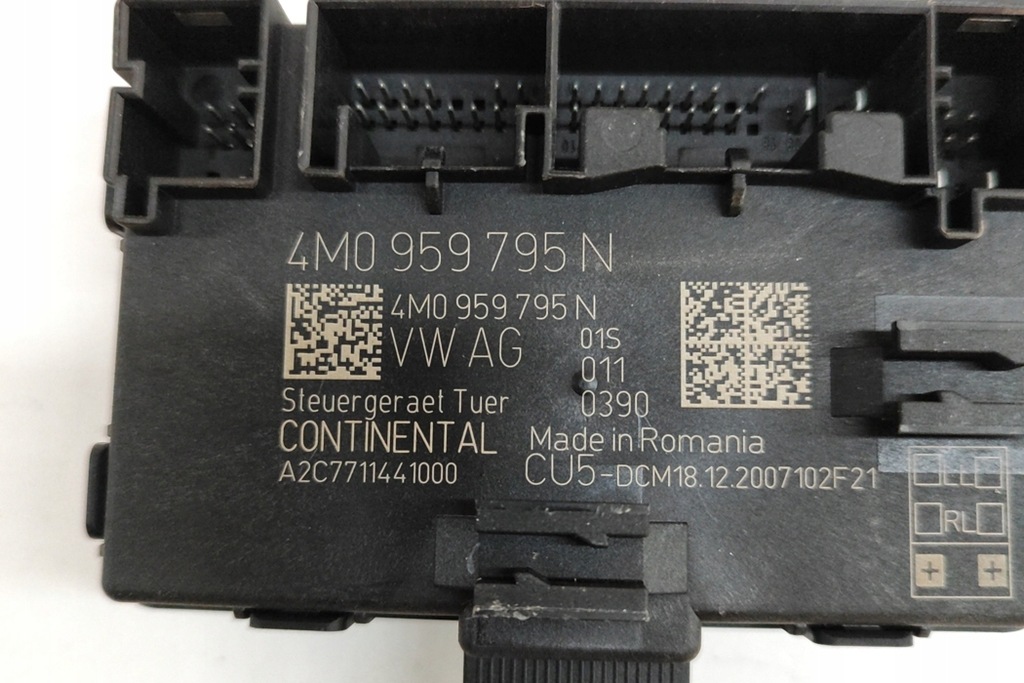 4M0 959 795 N
4M0 959 795 N
VW AG
01S
011
Steuergeraet Tuer
0390
CONTINENTAL
Made in Romania
A2C7711441000
CU5-DCM18.12.2007102F21
RL
+ +